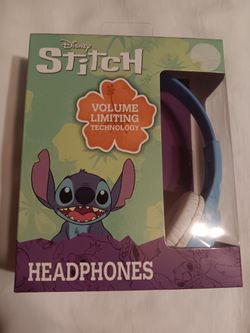 Disney
STITCH
VOLUME
LIMITING
TECHNOLOGY
HEADPHONES